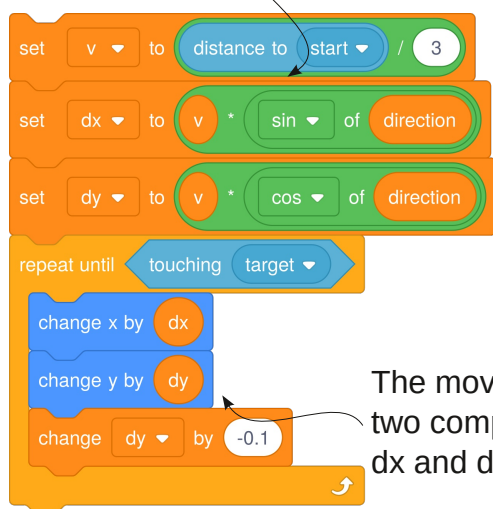 set v to distance to start / 3
set dx to v * sin of direction
set dy to v * cos of direction
repeat until touching target
change x by dx
change y by dy
change dy by -0.1
The mov
two comp
dx and d